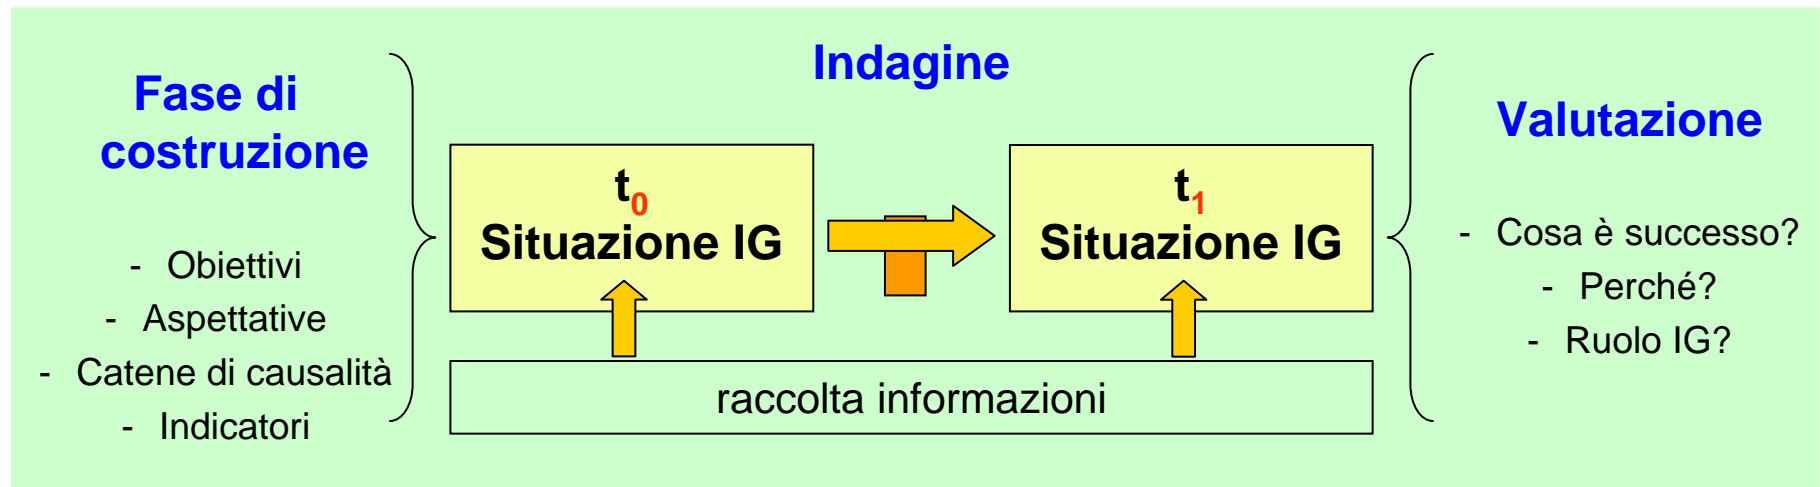 Fase di
costruzione
- Obiettivi
- Aspettative
- Catene di causalità
- Indicatori
Indagine
t0
Situazione IG
t1
Situazione IG
raccolta informazioni
Valutazione
- Cosa è successo?
- Perché?
- Ruolo IG?